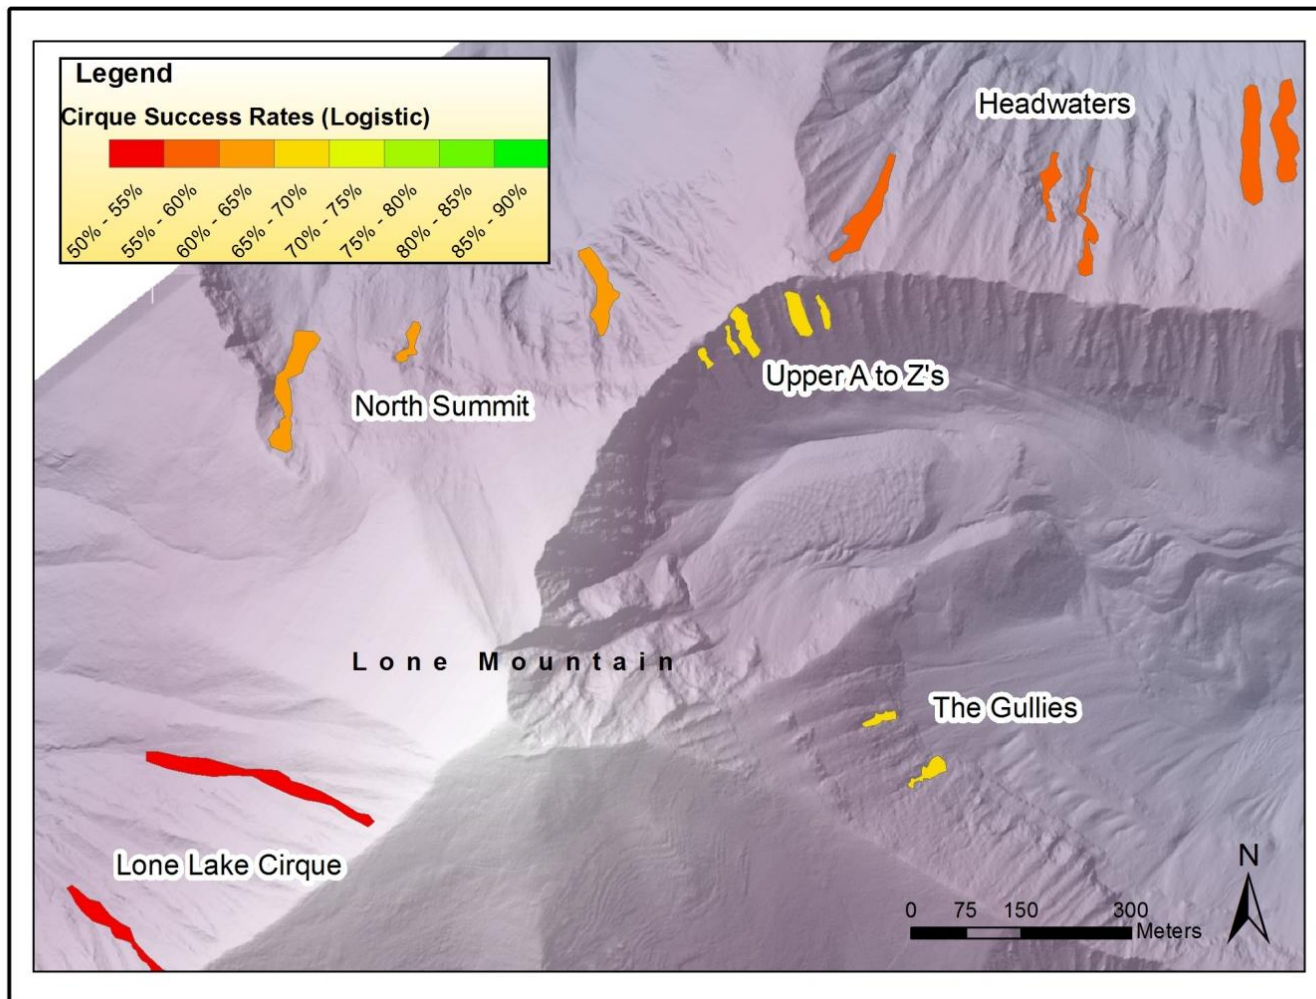 Legend
Cirque Success Rates (Logistic)
50% - 55%
55% - 60%
60% - 65%
65% - 70%
70% - 75%
75% - 80%
80% - 85%
85% - 90%
Headwaters
Upper A to Z's
North Summit
Lone Mountain
The Gullies
Lone Lake Cirque
N
0 75 150 300
Meters